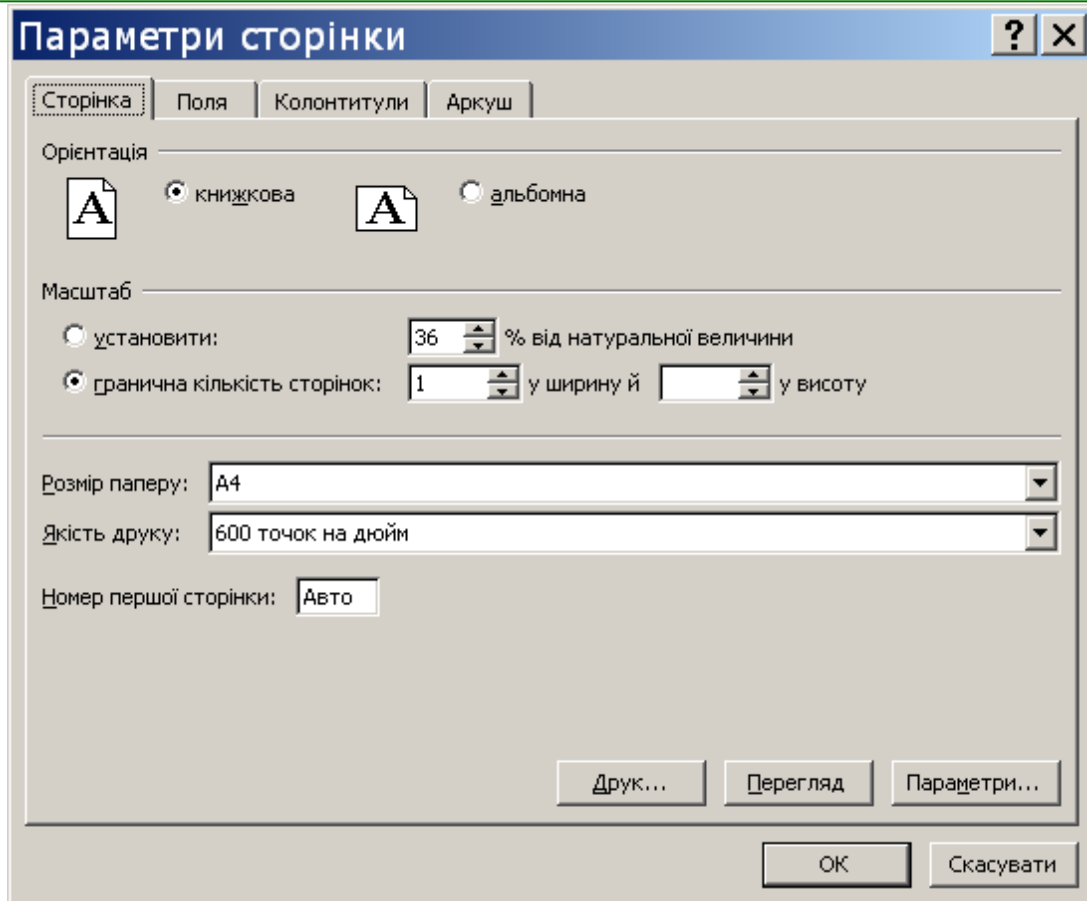 Параметри сторінки
Сторінка Поля Колонтитули Аркуш
Орієнтація
A книжкова A альбомна
Масштаб
установити: 36 % від натуральної величини
гранична кількість сторінок: 1 у ширину й у висоту
Розмір паперу: A4
Якість друку: 600 точок на дюйм
Номер першої сторінки: Авто
Друк... Перегляд Параметри...
ОК Скасувати